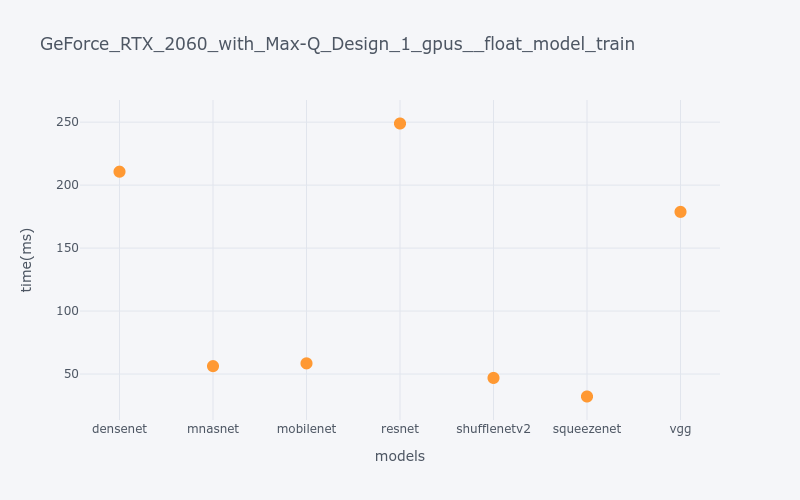 GeForce_RTX_2060_with_Max-Q_Design_1_gpus__float_model_train
250
200
150
100
50
time(ms)
densenet mnasnet mobilenet resnet shufflenetv2 squeezenet vgg
models